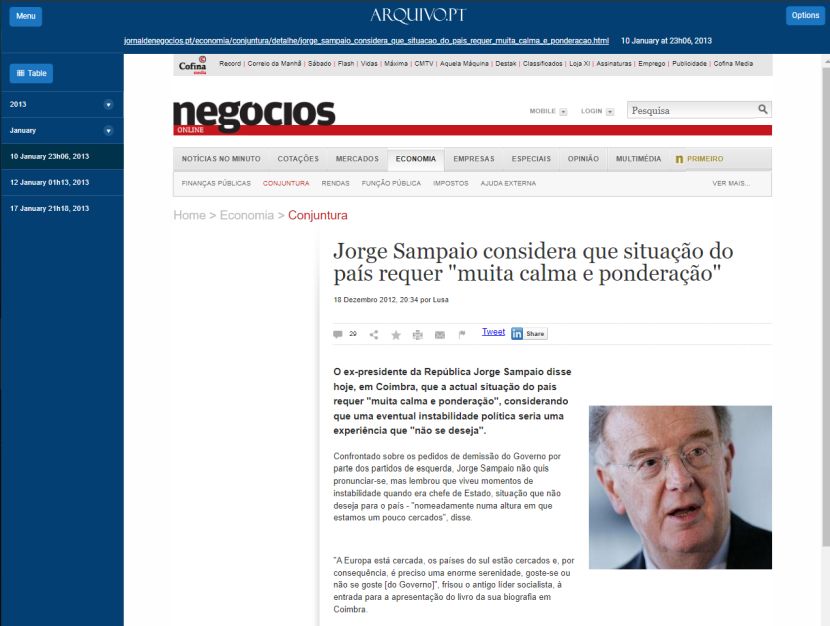 Menu
ARQUIVO.PT
Options
jornaldenegocios.pt/economia/conjuntura/detalhe/jorge_sampaio_considera_que_situacao_do_pais_requer_muita_calma_e_ponderacao.html 10 January at 23h06, 2013
Table
2013
January
10 January 23h06, 2013
12 January 01h13, 2013
17 January 21h18, 2013
Cofina media
Record | Correio da Manhã | Sábado | Flash | Vidas | Máxima | CMTV | Aquela Máquina | Destak | Classificados | Loja XI | Assinaturas | Emprego | Publicidade | Cofina Media
negócios
ONLINE
MOBILE LOGIN Pesquisa
NOTÍCIAS NO MINUTO COTAÇÕES MERCADOS ECONOMIA EMPRESAS ESPECIAIS OPINIÃO MULTIMÉDIA n PRIMEIRO
FINANÇAS PÚBLICAS CONJUNTURA RENDAS FUNÇÃO PÚBLICA IMPOSTOS AJUDA EXTERNA VER MAIS...
Home > Economia > Conjuntura
Jorge Sampaio considera que situação do
país requer "muita calma e ponderação"
18 Dezembro 2012, 20:34 por Lusa
29 Tweet in Share
O ex-presidente da República Jorge Sampaio disse
hoje, em Coimbra, que a actual situação do país
requer "muita calma e ponderação", considerando
que uma eventual instabilidade política seria uma
experiência que "não se deseja".
Confrontado sobre os pedidos de demissão do Governo por
parte dos partidos de esquerda, Jorge Sampaio não quis
pronunciar-se, mas lembrou que viveu momentos de
instabilidade quando era chefe de Estado, situação que não
deseja para o país - "nomeadamente numa altura em que
estamos um pouco cercados", disse.
"A Europa está cercada, os países do sul estão cercados e, por
consequência, é preciso uma enorme serenidade, goste-se ou
não se goste [do Governo]", frisou o antigo líder socialista, à
entrada para a apresentação do livro da sua biografia em
Coimbra.